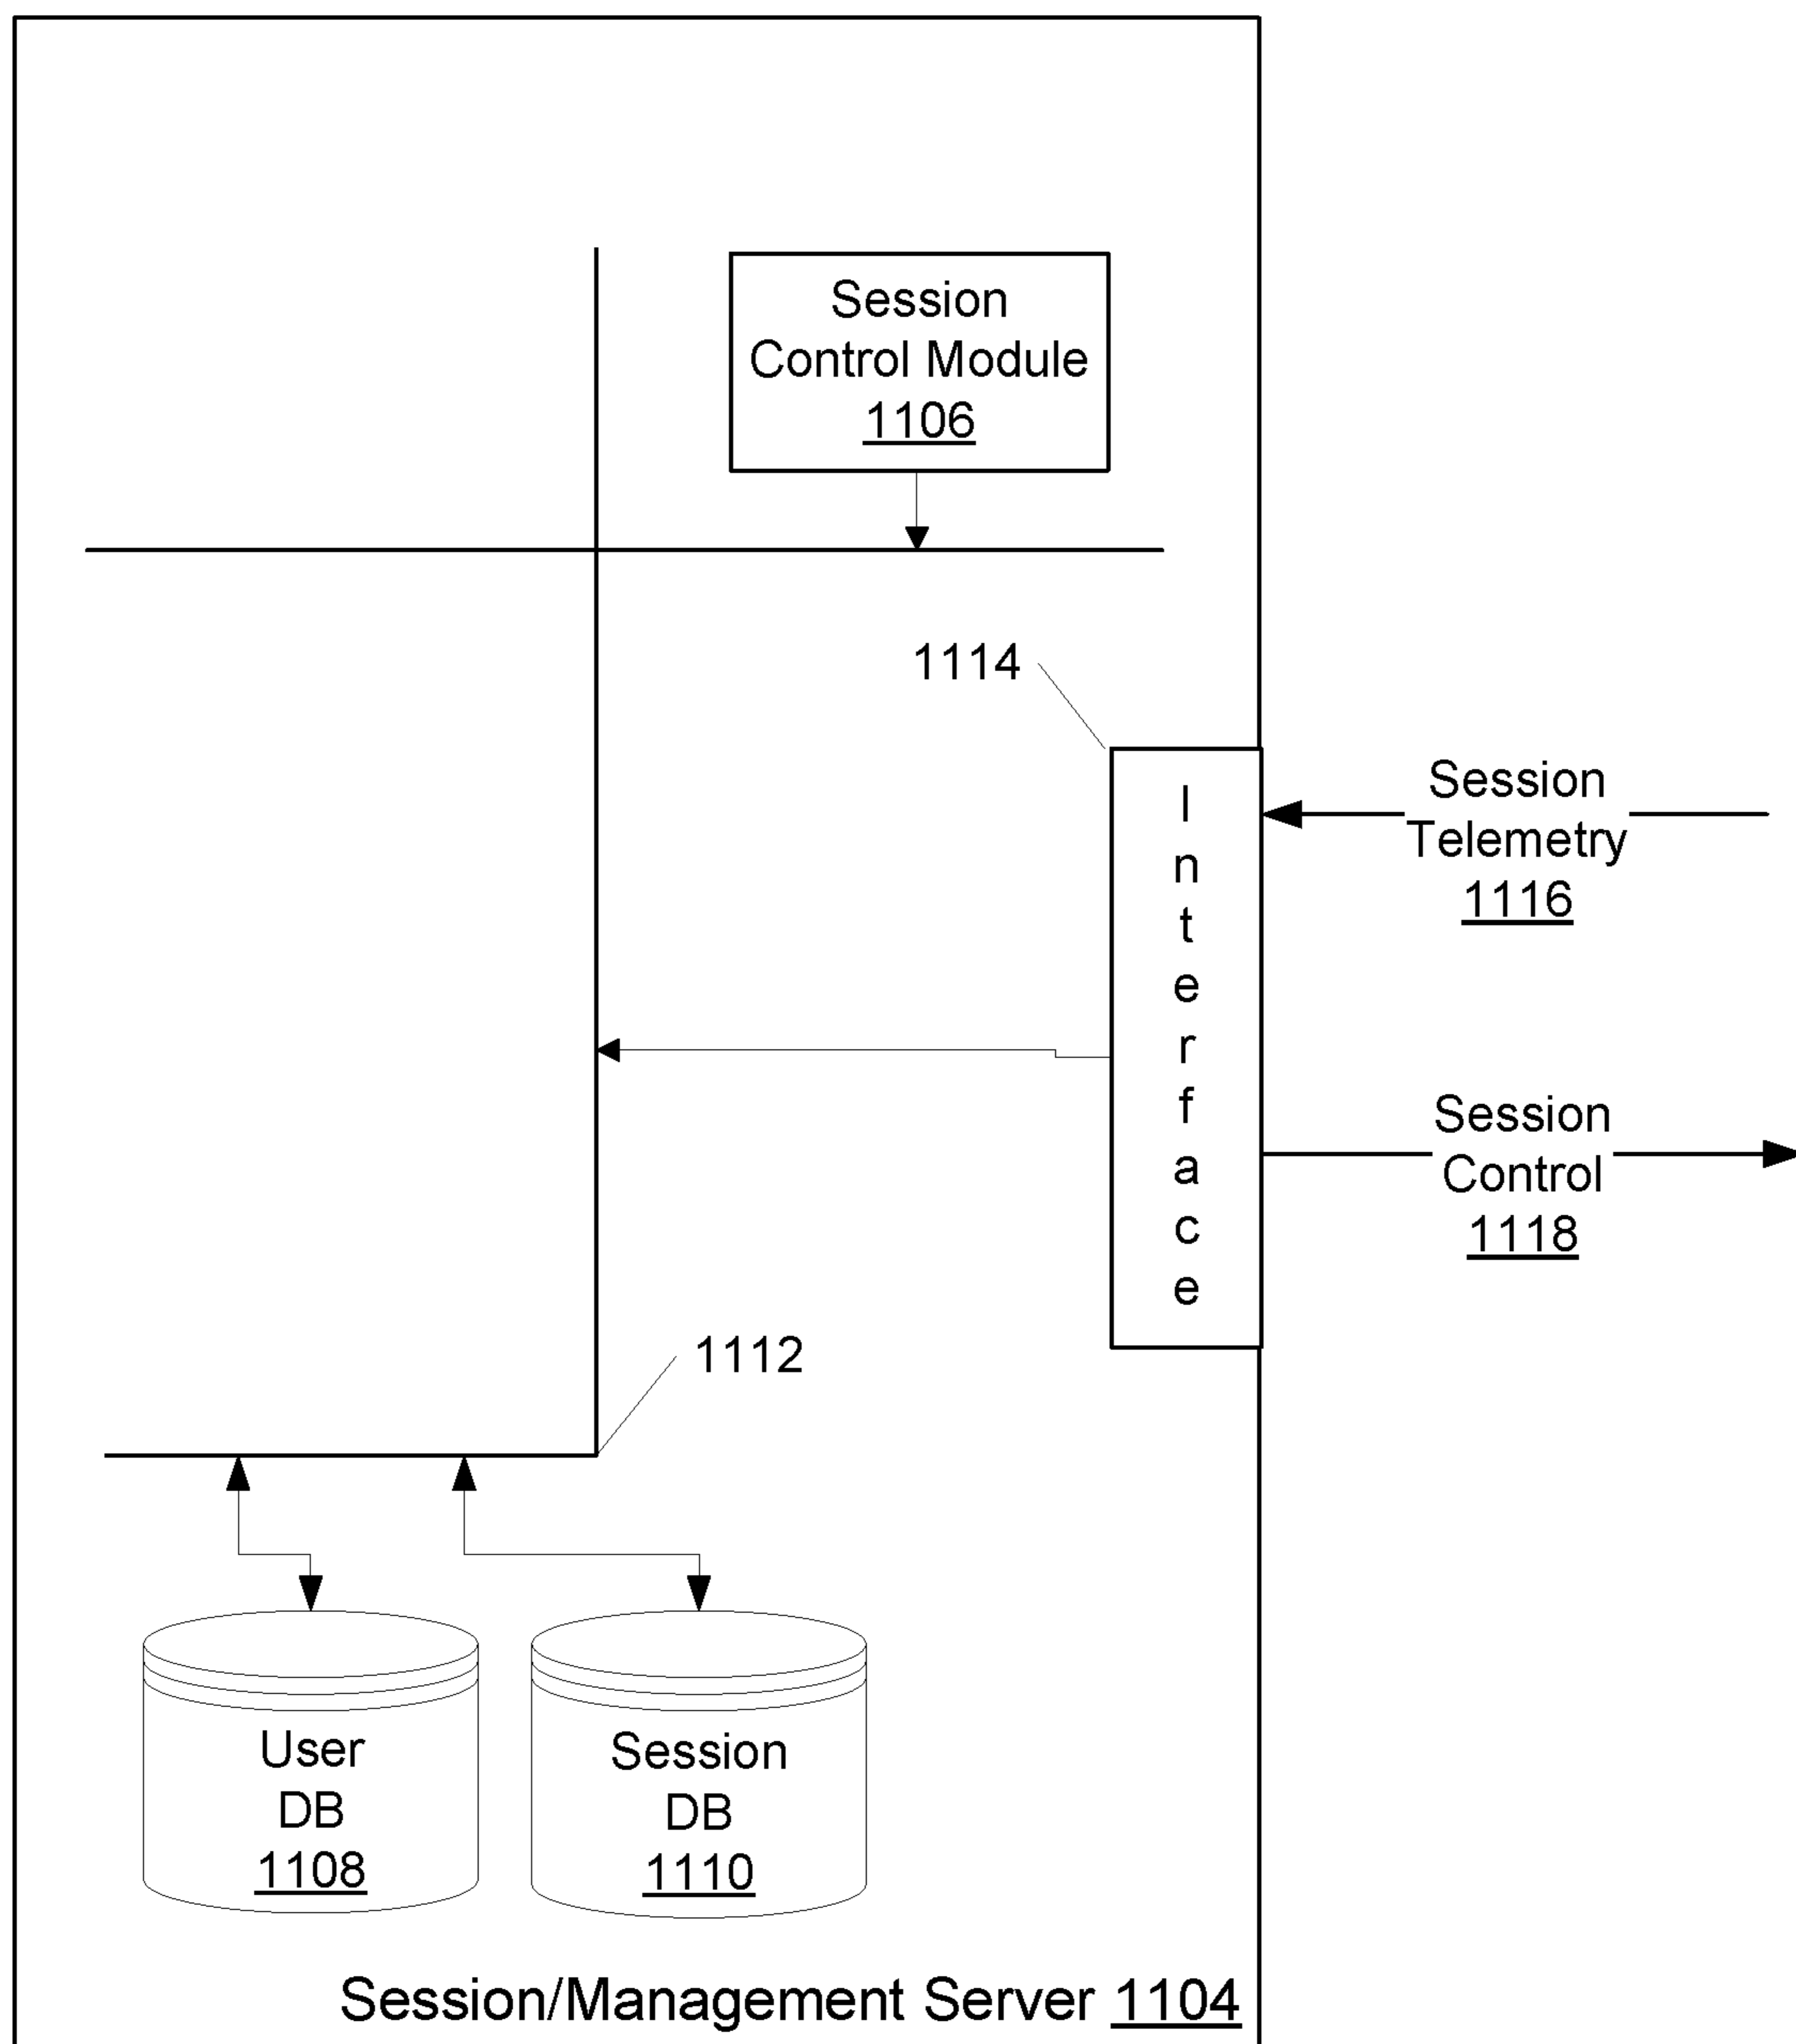 Session
Control Module
1106
1114
Interface
Session
Telemetry
1116
Session
Control
1118
1112
User
DB
1108
Session
DB
1110
Session/Management Server 1104